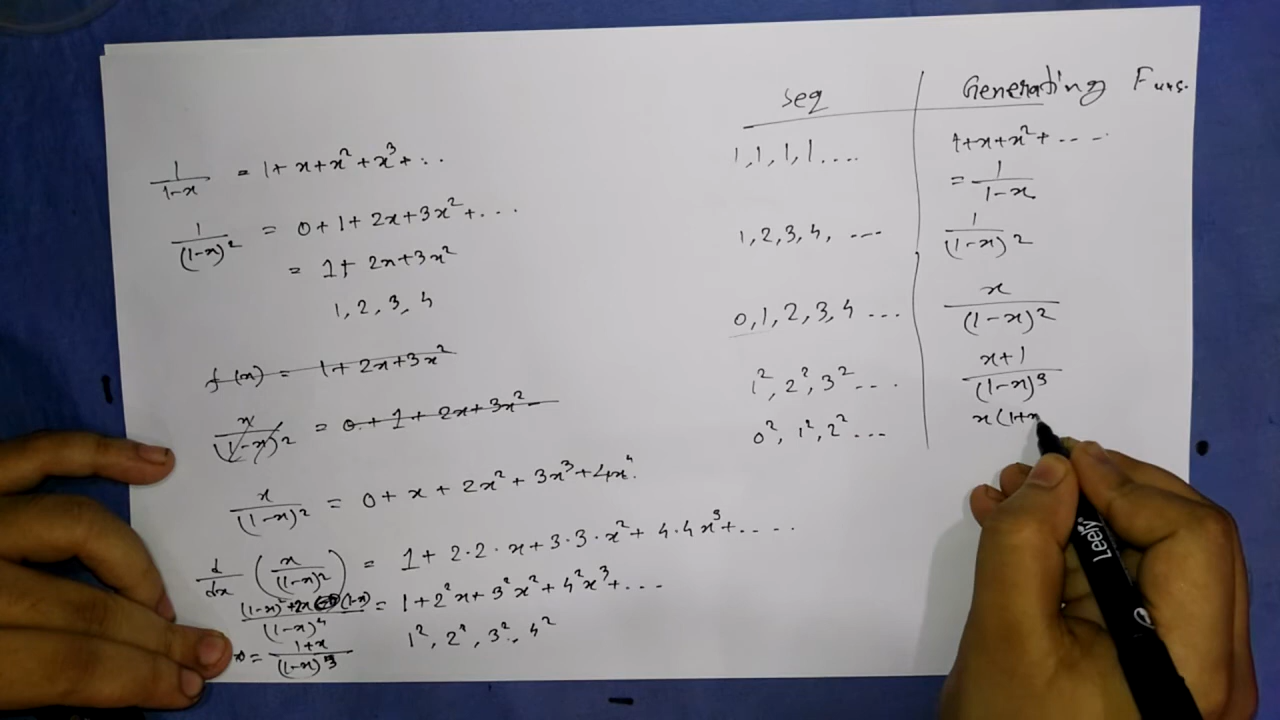 1/(1-x) = 1+x+x²+x³+..
1/(1-x)² = 0+1+2x+3x²+...
= 1+2x+3x²
1, 2, 3, 4
f(x) = 1+2x+3x²
x/(1-x)² = 0+1+2x+3x²
x/(1-x)² = 0+x+2x²+3x³+4x⁴.
d/dx (x/(1-x)²) = 1+2·2·x+3·3·x²+4·4x³+....
= 1+2²x+3²x²+4²x³+...
1², 2², 3², 4²
= 1+x/(1-x)³
Seq Generating Funs.
1,1,1,1.... 1+x+x²+....
= 1/(1-x)
1,2,3,4, --- 1/(1-x)²
0,1,2,3,4... x/(1-x)²
1², 2², 3²... x+1/(1-x)³
0², 1², 2²... x(1+x
Leely